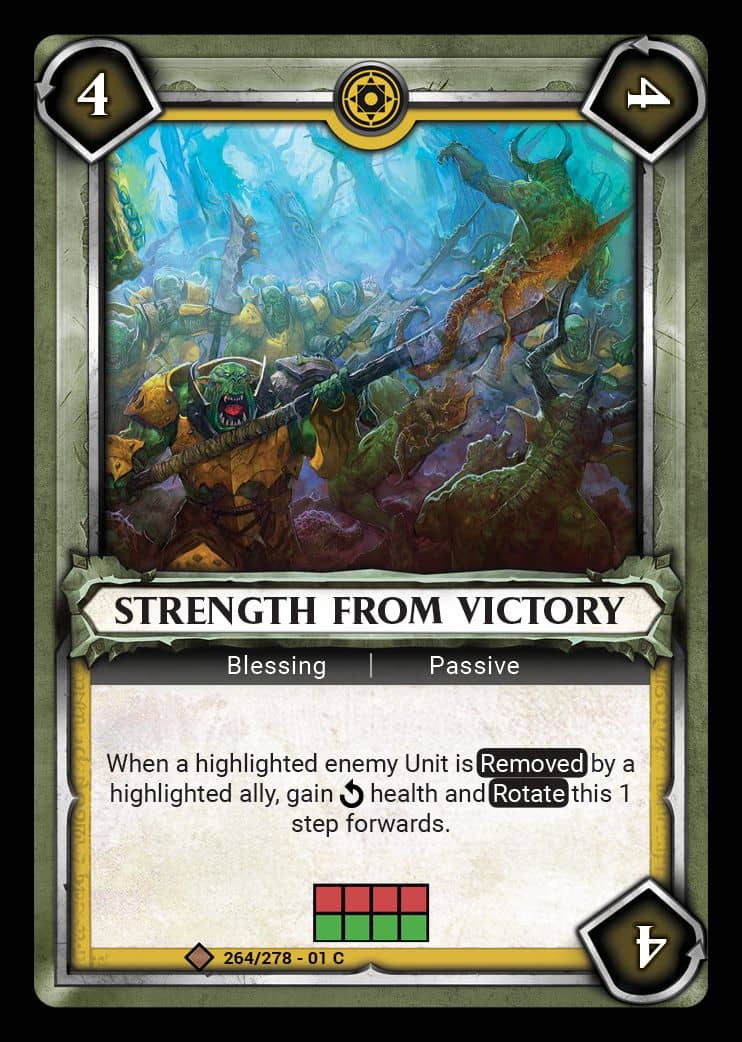 4
4
STRENGTH FROM VICTORY
Blessing | Passive
When a highlighted enemy Unit is Removed by a
highlighted ally, gain health and Rotate this 1
step forwards.
4
264/278 - 01 C